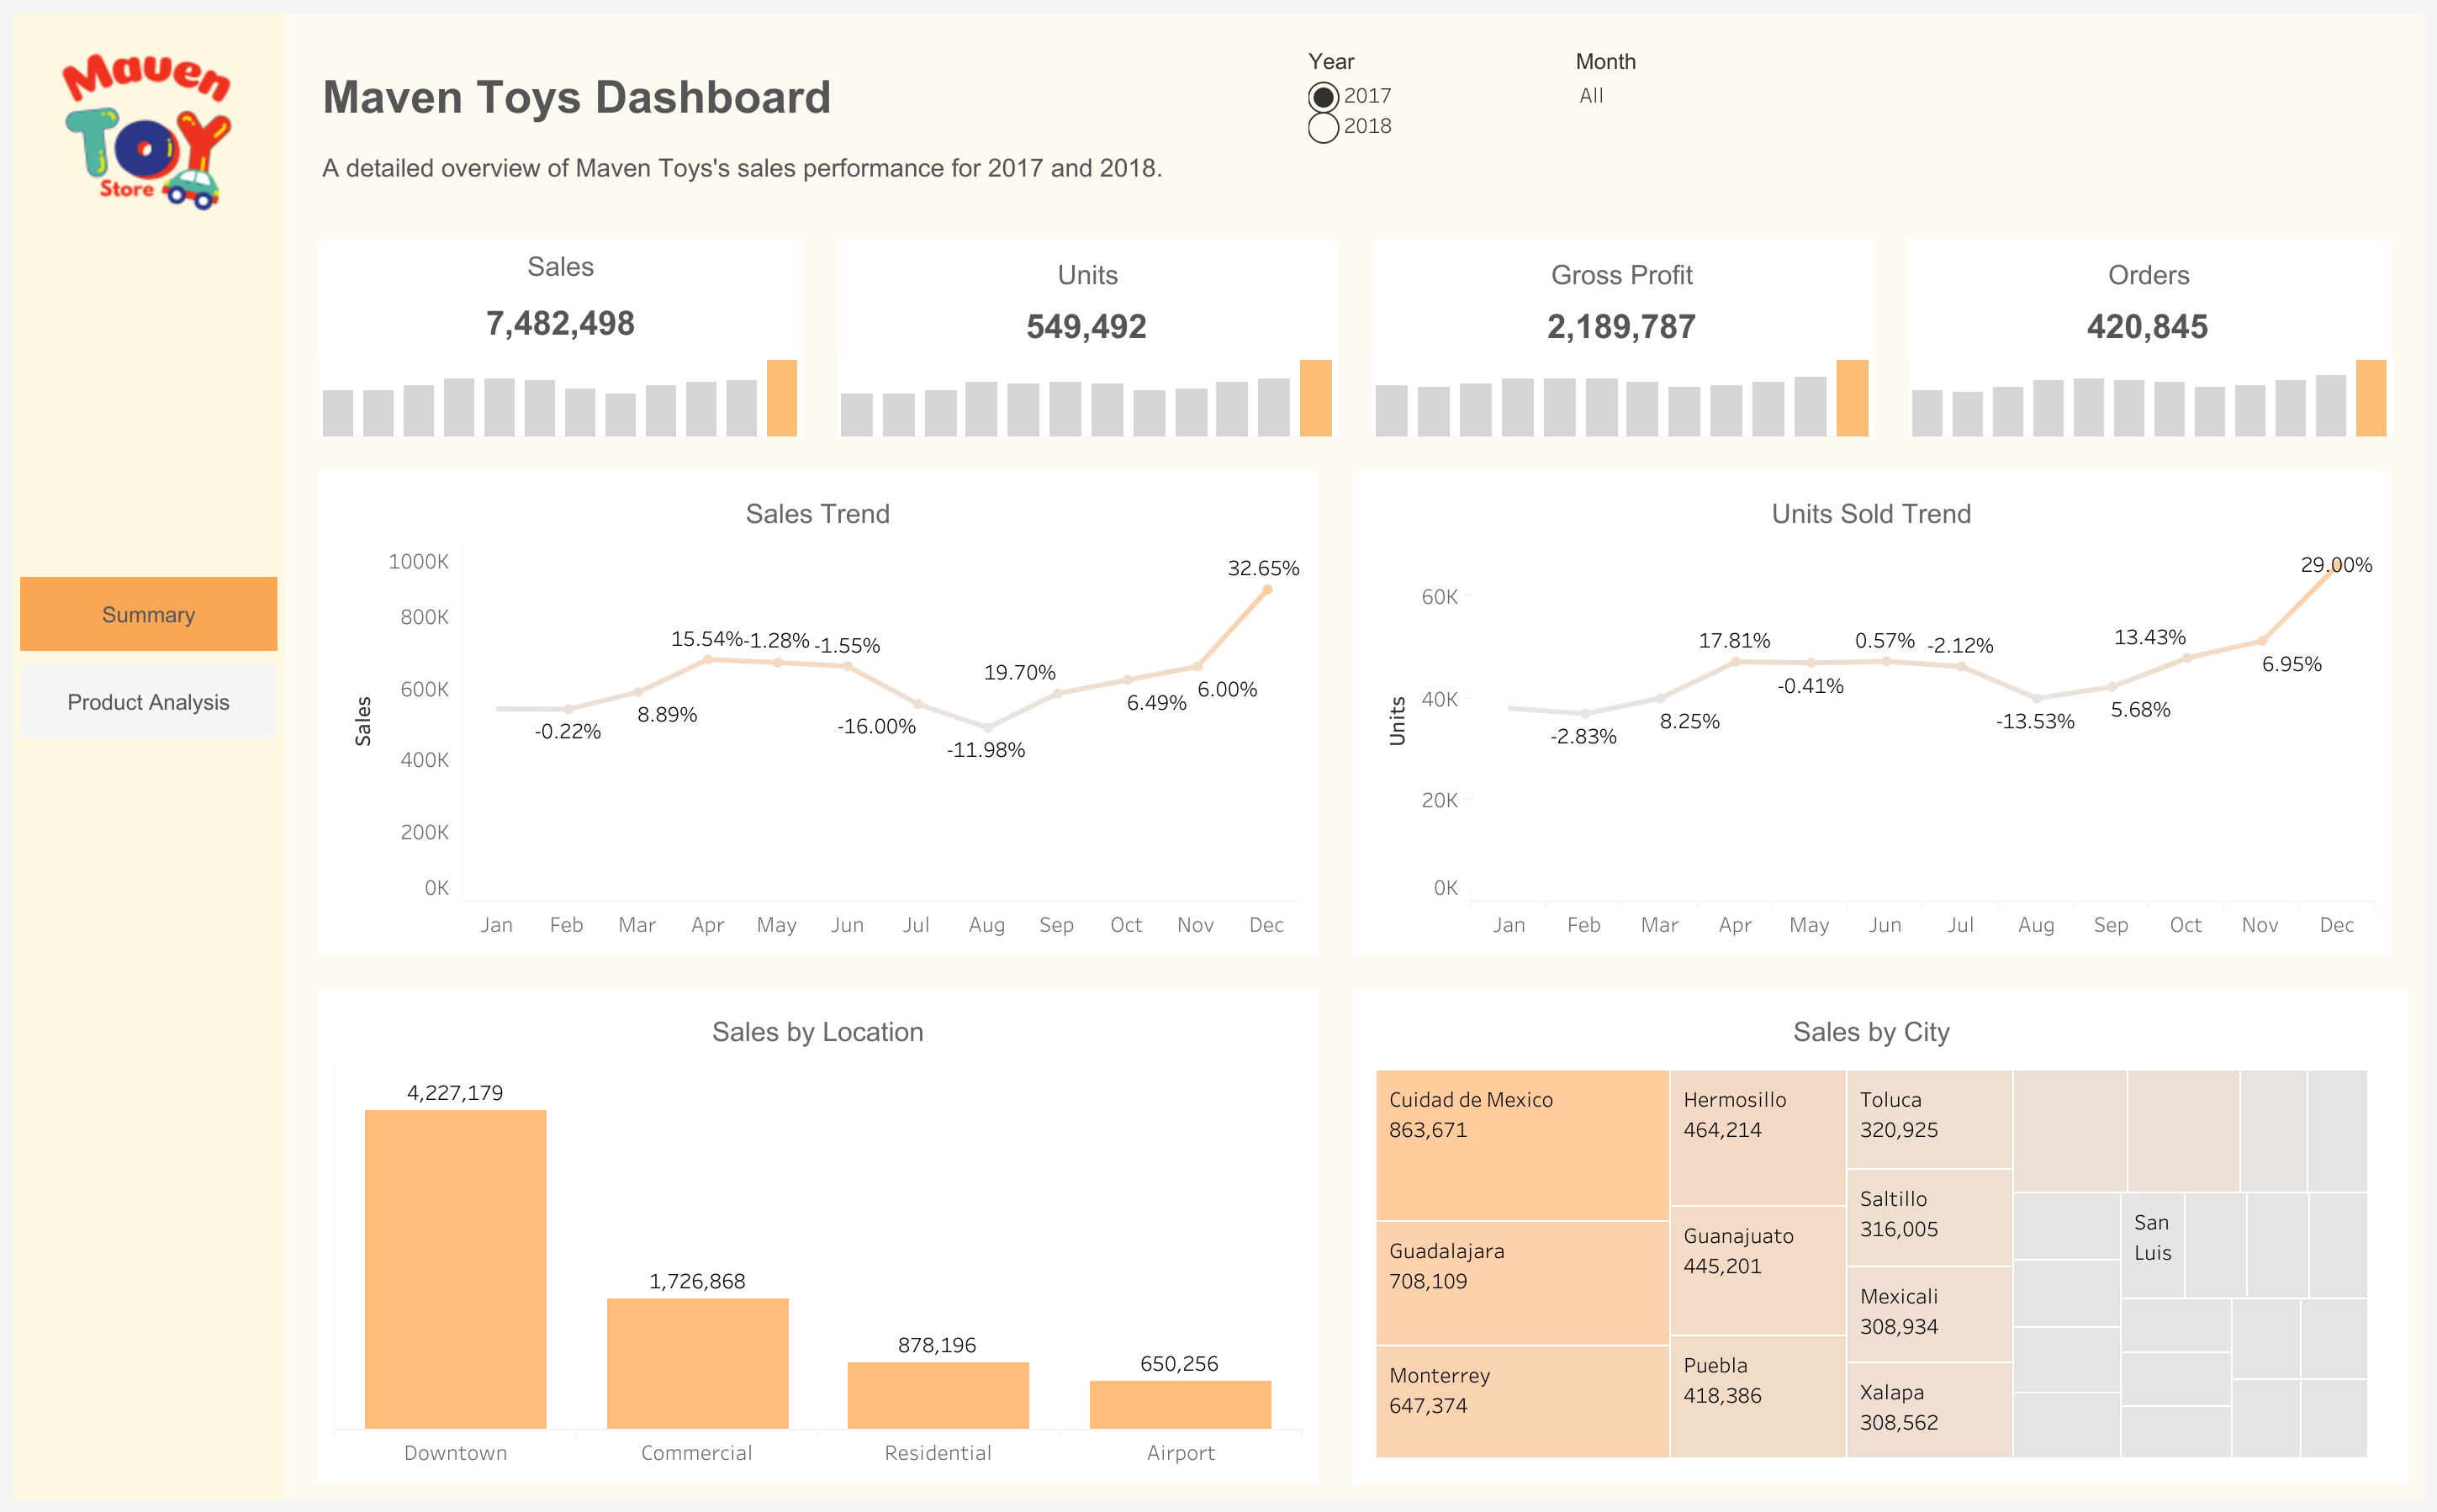 Maven
TOY
Store
Maven Toys Dashboard
A detailed overview of Maven Toys's sales performance for 2017 and 2018.
Year
2017
2018
Month
All
Summary
Product Analysis
Sales
7,482,498
Units
549,492
Gross Profit
2,189,787
Orders
420,845
Sales Trend
Sales
1000K
800K
600K
400K
200K
0K
-0.22%
8.89%
15.54%
-1.28%
-1.55%
-16.00%
-11.98%
19.70%
6.49%
6.00%
32.65%
Jan Feb Mar Apr May Jun Jul Aug Sep Oct Nov Dec
Units Sold Trend
Units
60K
40K
20K
0K
-2.83%
8.25%
17.81%
-0.41%
0.57%
-2.12%
-13.53%
5.68%
13.43%
6.95%
29.00%
Jan Feb Mar Apr May Jun Jul Aug Sep Oct Nov Dec
Sales by Location
4,227,179
1,726,868
878,196
650,256
Downtown Commercial Residential Airport
Sales by City
Cuidad de Mexico
863,671
Guadalajara
708,109
Monterrey
647,374
Hermosillo
464,214
Guanajuato
445,201
Puebla
418,386
Toluca
320,925
Saltillo
316,005
Mexicali
308,934
Xalapa
308,562
San
Luis